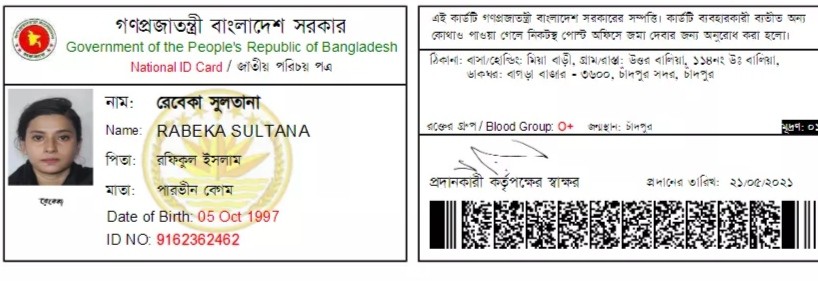 গণপ্রজাতন্ত্রী বাংলাদেশ সরকার
Government of the People's Republic of Bangladesh
National ID Card / জাতীয় পরিচয় পত্র
নাম: রেবেকা সুলতানা
Name: RABEKA SULTANA
পিতা: রফিকুল ইসলাম
মাতা: পারভীন বেগম
Date of Birth: 05 Oct 1997
ID NO: 9162362462
রেবেকা
এই কার্ডটি গণপ্রজাতন্ত্রী বাংলাদেশ সরকারের সম্পত্তি। কার্ডটি ব্যবহারকারী ব্যতীত অন্য
কোথাও পাওয়া গেলে নিকটস্থ পোস্ট অফিসে জমা দেবার জন্য অনুরোধ করা হলো।
ঠিকানা: বাসা/হোল্ডিং: মিয়া বাড়ী, গ্রাম/রাস্তা: উত্তর বালিয়া, ১১৪নং উঃ বালিয়া,
ডাকঘর: বাগড়া বাজার - ৩৬০০, চাঁদপুর সদর, চাঁদপুর
রক্তের গ্রুপ / Blood Group: O+ জন্মস্থান: চাঁদপুর মুদ্রণ: ০১
প্রদানকারী কর্তৃপক্ষের স্বাক্ষর প্রদানের তারিখ: ২১/০৫/২০২১